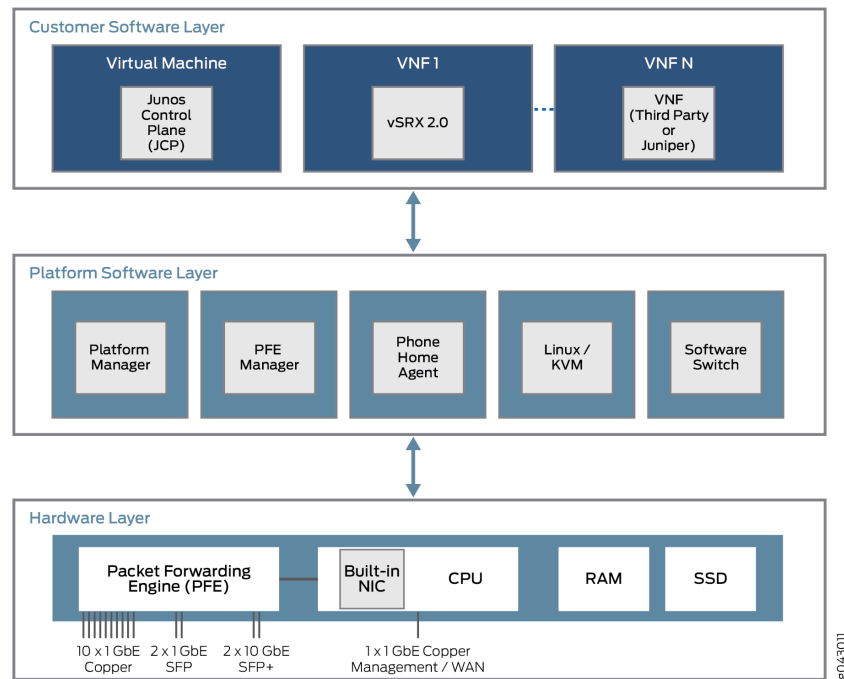 Customer Software Layer
Virtual Machine
Junos
Control
Plane
(JCP)
VNF 1
vSRX 2.0
VNF N
VNF
(Third Party
or
Juniper)
Platform Software Layer
Platform
Manager
PFE
Manager
Phone
Home
Agent
Linux /
KVM
Software
Switch
Hardware Layer
Packet Forwarding
Engine (PFE)
Built-in
NIC
CPU
RAM
SSD
10 x 1 GbE
Copper
2 x 1 GbE
SFP
2 x 10 GbE
SFP+
1 x 1 GbE Copper
Management / WAN
g043011